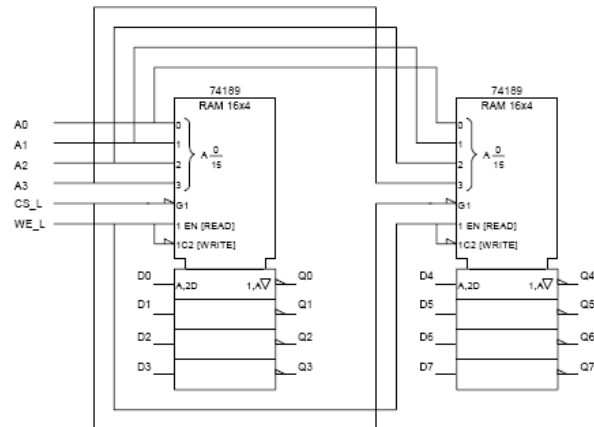 74189
RAM 16x4
A0
0
A1
1
A 0/15
A2
2
A3
3
CS_L
G1
WE_L
1 EN [READ]
1C2 [WRITE]
D0
A,2D
1,A▽
Q0
D1
Q1
D2
Q2
D3
Q3
74189
RAM 16x4
0
1
A 0/15
2
3
G1
1 EN [READ]
1C2 [WRITE]
D4
A,2D
1,A▽
Q4
D5
Q5
D6
Q6
D7
Q7